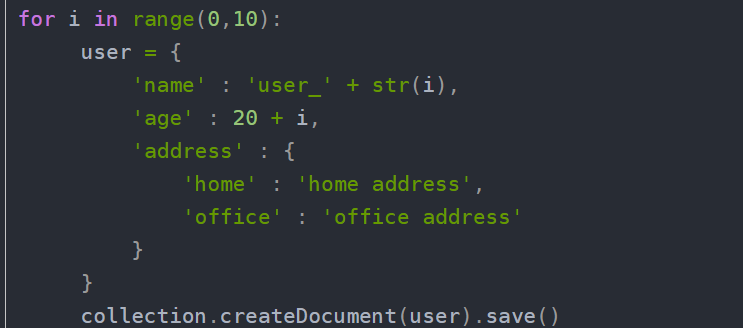 for i in range(0,10):
     user = {
         'name' : 'user_' + str(i),
         'age' : 20 + i,
         'address' : {
             'home' : 'home address',
             'office' : 'office address'
         }
     }
     collection.createDocument(user).save()